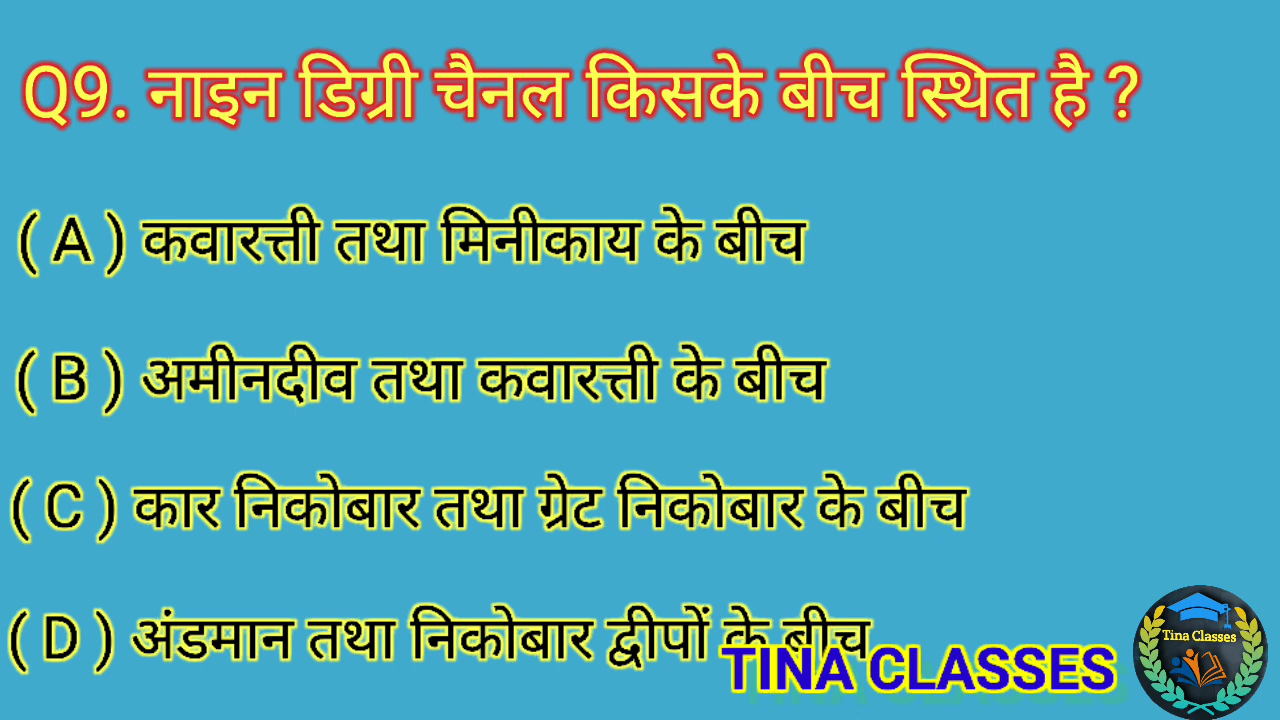 Q9. नाइन डिग्री चैनल किसके बीच स्थित है ?
( A ) कवारत्ती तथा मिनीकाय के बीच
( B ) अमीनदीव तथा कवारत्ती के बीच
( C ) कार निकोबार तथा ग्रेट निकोबार के बीच
( D ) अंडमान तथा निकोबार द्वीपों के बीच
TINA CLASSES
Tina Classes